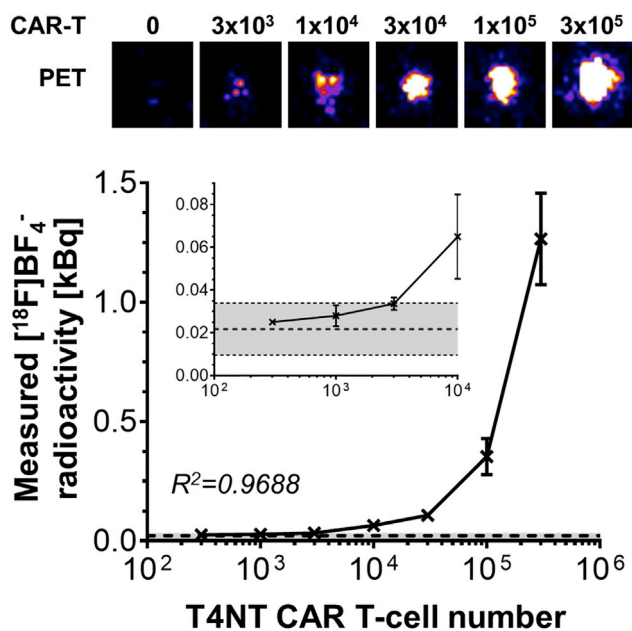 CAR-T 0 3x10³ 1x10⁴ 3x10⁴ 1x10⁵ 3x10⁵
PET
Measured [¹⁸F]BF₄⁻
radioactivity [kBq]
1.5
1.0
0.5
0.0
0.08
0.06
0.04
0.02
0.00
10² 10³ 10⁴
R²=0.9688
10² 10³ 10⁴ 10⁵ 10⁶
T4NT CAR T-cell number